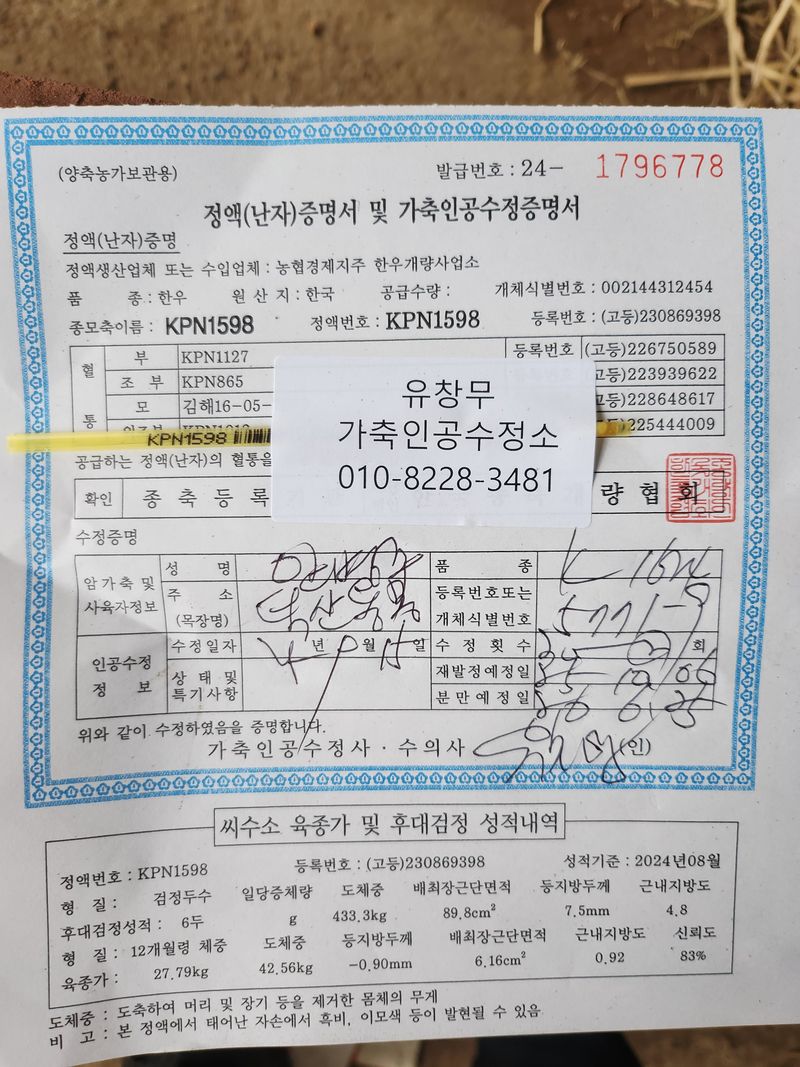 (양축농가보관용)
발급번호 : 24- 1796778
정액(난자)증명서 및 가축인공수정증명서
정액(난자)증명
정액생산업체 또는 수입업체 : 농협경제지주 한우개량사업소
품 종 : 한우 원 산 지 : 한국 공급수량 : 개체식별번호 : 002144312454
종모축이름 : KPN1598 정액번호 : KPN1598 등록번호 : (고등)230869398
혈 통
부 KPN1127 등록번호 (고등)226750589
조 부 KPN865 (고등)223939622
모 김해16-05- 고등)228648617
225444009
KPN1598
유창무
가축인공수정소
010-8228-3481
공급하는 정액(난자)의 혈통을
확인 종 축 등 록 량 협 회
수정증명
암가축 및 사육자정보
성 명 품 종
주 소 (목장명) 등록번호또는 개체식별번호
인공수정 정 보
수정일자 년 월 15일 수 정 횟 수 회
상 태 및 특기사항 재발정예정일
분만예정일
위와 같이 수정하였음을 증명합니다.
가축인공수정사 · 수의사 (인)
씨수소 육종가 및 후대검정 성적내역
정액번호 : KPN1598 등록번호 : (고등)230869398 성적기준 : 2024년08월
형 질 : 검정두수 일당증체량 도체중 배최장근단면적 등지방두께 근내지방도
후대검정성적 : 6두 g 433.3kg 89.8cm² 7.5mm 4.8
형 질 : 12개월령 체중 도체중 등지방두께 배최장근단면적 근내지방도 신뢰도
육종가 : 27.79kg 42.56kg -0.90mm 6.16cm² 0.92 83%
도체중 : 도축하여 머리 및 장기 등을 제거한 몸체의 무게
비 고 : 본 정액에서 태어난 자손에서 흑비, 이모색 등이 발현될 수 있음